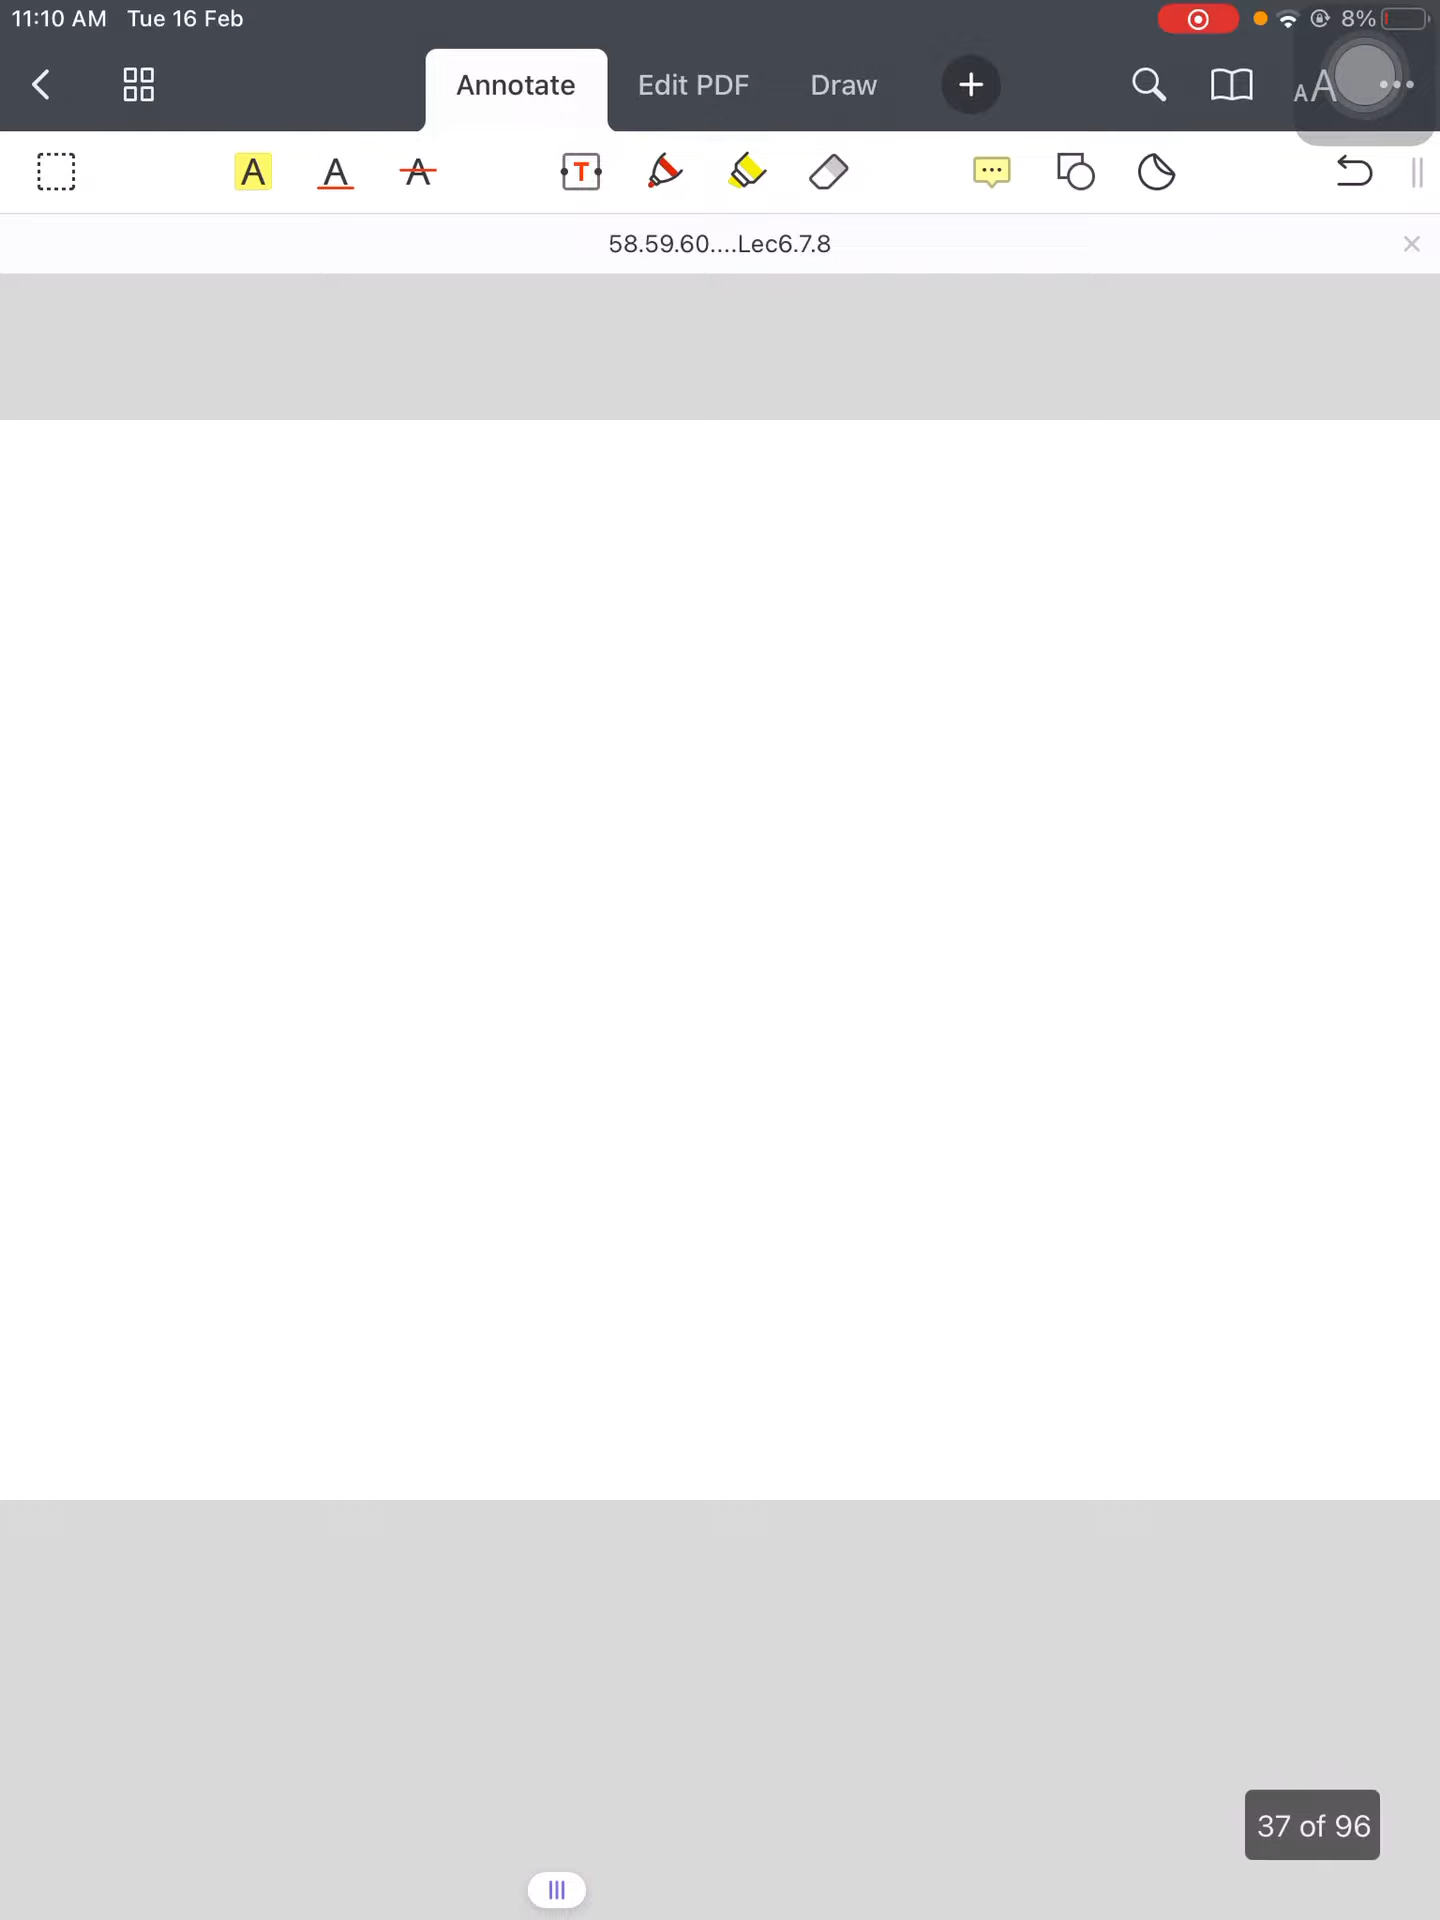 11:10 AM Tue 16 Feb
8%
Annotate Edit PDF Draw
AA
A A A T
58.59.60....Lec6.7.8
37 of 96